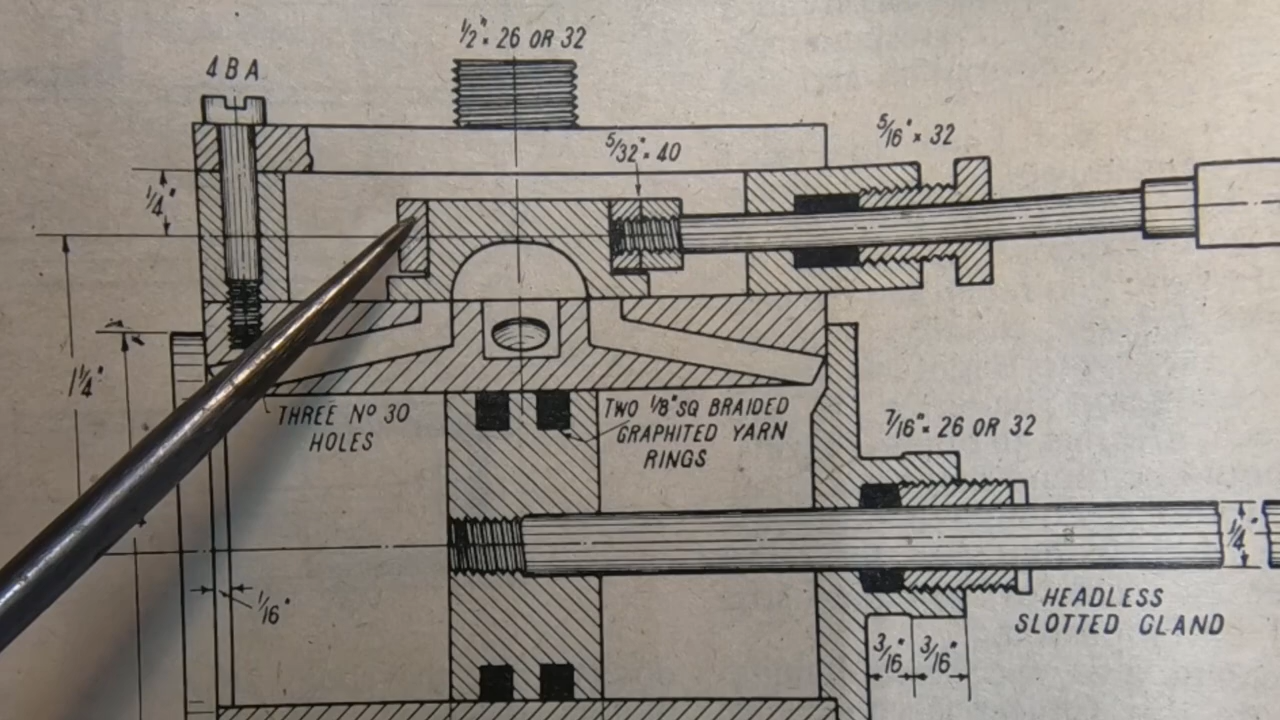 ½" × 26 OR 32
4 B A
5/32" × 40
5/16" × 32
¼"
1¼"
THREE Nº 30
HOLES
TWO ⅛" SQ BRAIDED
GRAPHITED YARN
RINGS
7/16" × 26 OR 32
¼"
1/16"
HEADLESS
SLOTTED GLAND
3/16" 3/16"